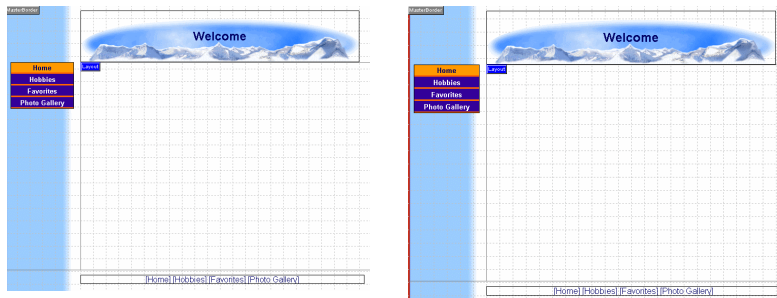 MasterBorder
Welcome
Layout
Home
Hobbies
Favorites
Photo Gallery
[Home] [Hobbies] [Favorites] [Photo Gallery]
MasterBorder
Welcome
Layout
Home
Hobbies
Favorites
Photo Gallery
[Home] [Hobbies] [Favorites] [Photo Gallery]